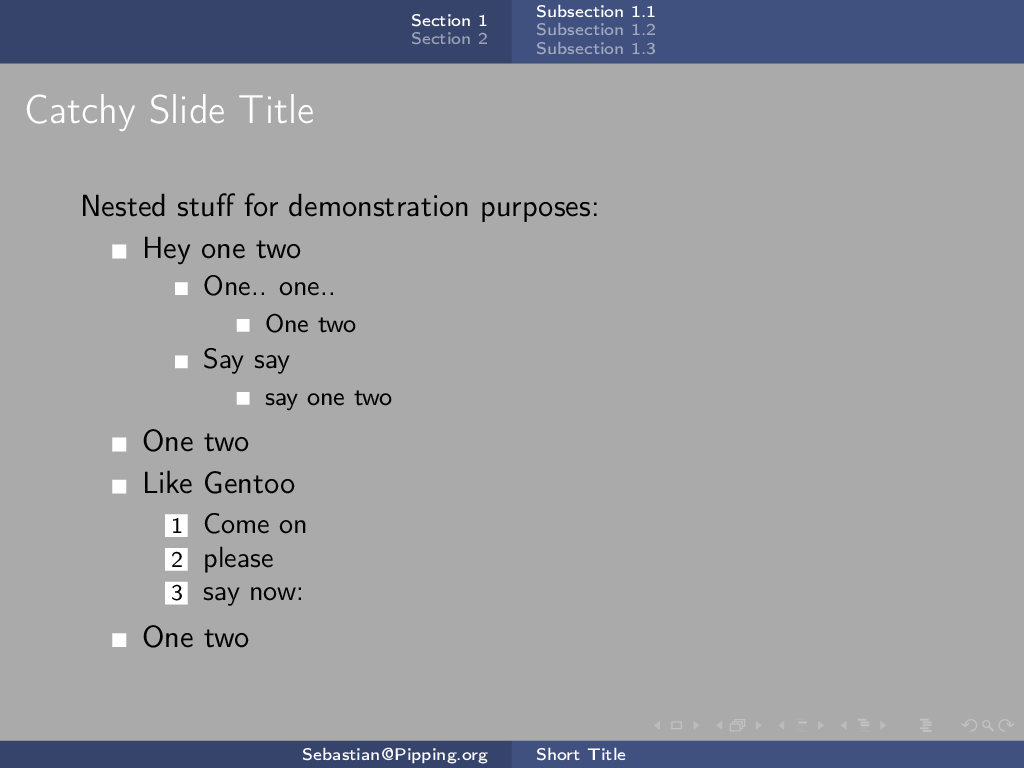 Section 1
Section 2
Subsection 1.1
Subsection 1.2
Subsection 1.3
Catchy Slide Title
Nested stuff for demonstration purposes:
Hey one two
One.. one..
One two
Say say
say one two
One two
Like Gentoo
1 Come on
2 please
3 say now:
One two
Sebastian@Pipping.org
Short Title